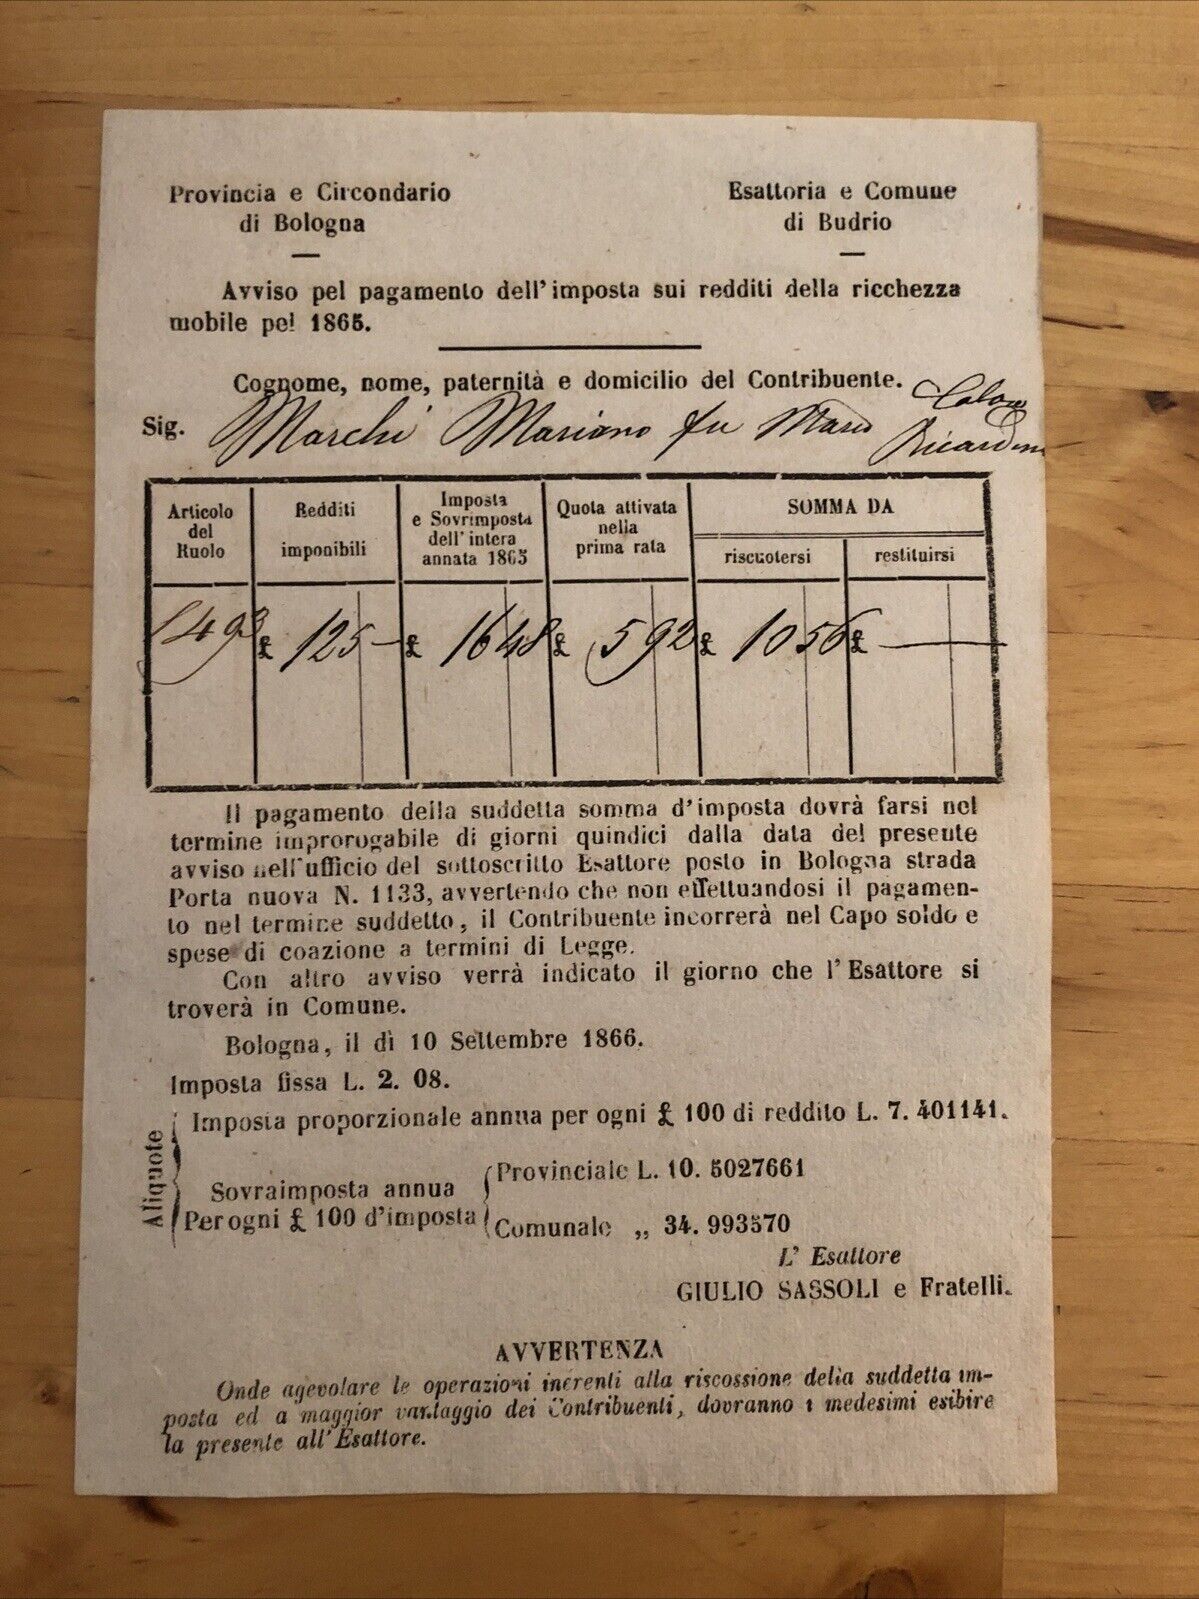 Provincia e Circondario
di Bologna
Esattoria e Comune
di Budrio
Avviso pel pagamento dell'imposta sui redditi della ricchezza
mobile pel 1865.
Cognome, nome, paternità e domicilio del Contribuente.
Sig. Marchi Mariano fu
Articolo
del
Ruolo
Redditi
imponibili
Imposta
e Sovrimposta
dell'intera
annata 1865
Quota attivata
nella
prima rata
SOMMA DA
riscuotersi
restituirsi
£ 125 — £ 16 48 £ 5 92 £ 10 56 £ —
Il pagamento della suddetta somma d'imposta dovrà farsi nel
termine improrogabile di giorni quindici dalla data del presente
avviso nell'ufficio del sottoscritto Esattore posto in Bologna strada
Porta nuova N. 1133, avvertendo che non effettuandosi il pagamen-
to nel termine suddetto, il Contribuente incorrerà nel Capo soldo e
spese di coazione a termini di Legge.
Con altro avviso verrà indicato il giorno che l'Esattore si
troverà in Comune.
Bologna, il dì 10 Settembre 1866.
Imposta fissa L. 2. 08.
Aliquote
Imposta proporzionale annua per ogni £ 100 di reddito L. 7. 401141.
Sovraimposta annua
Per ogni £ 100 d'imposta
Provinciale L. 10. 5027661
Comunale „ 34. 993570
L' Esattore
GIULIO SASSOLI e Fratelli.
AVVERTENZA
Onde agevolare le operazioni inerenti alla riscossione della suddetta im-
posta ed a maggior vantaggio dei Contribuenti, dovranno i medesimi esibire
la presente all'Esattore.